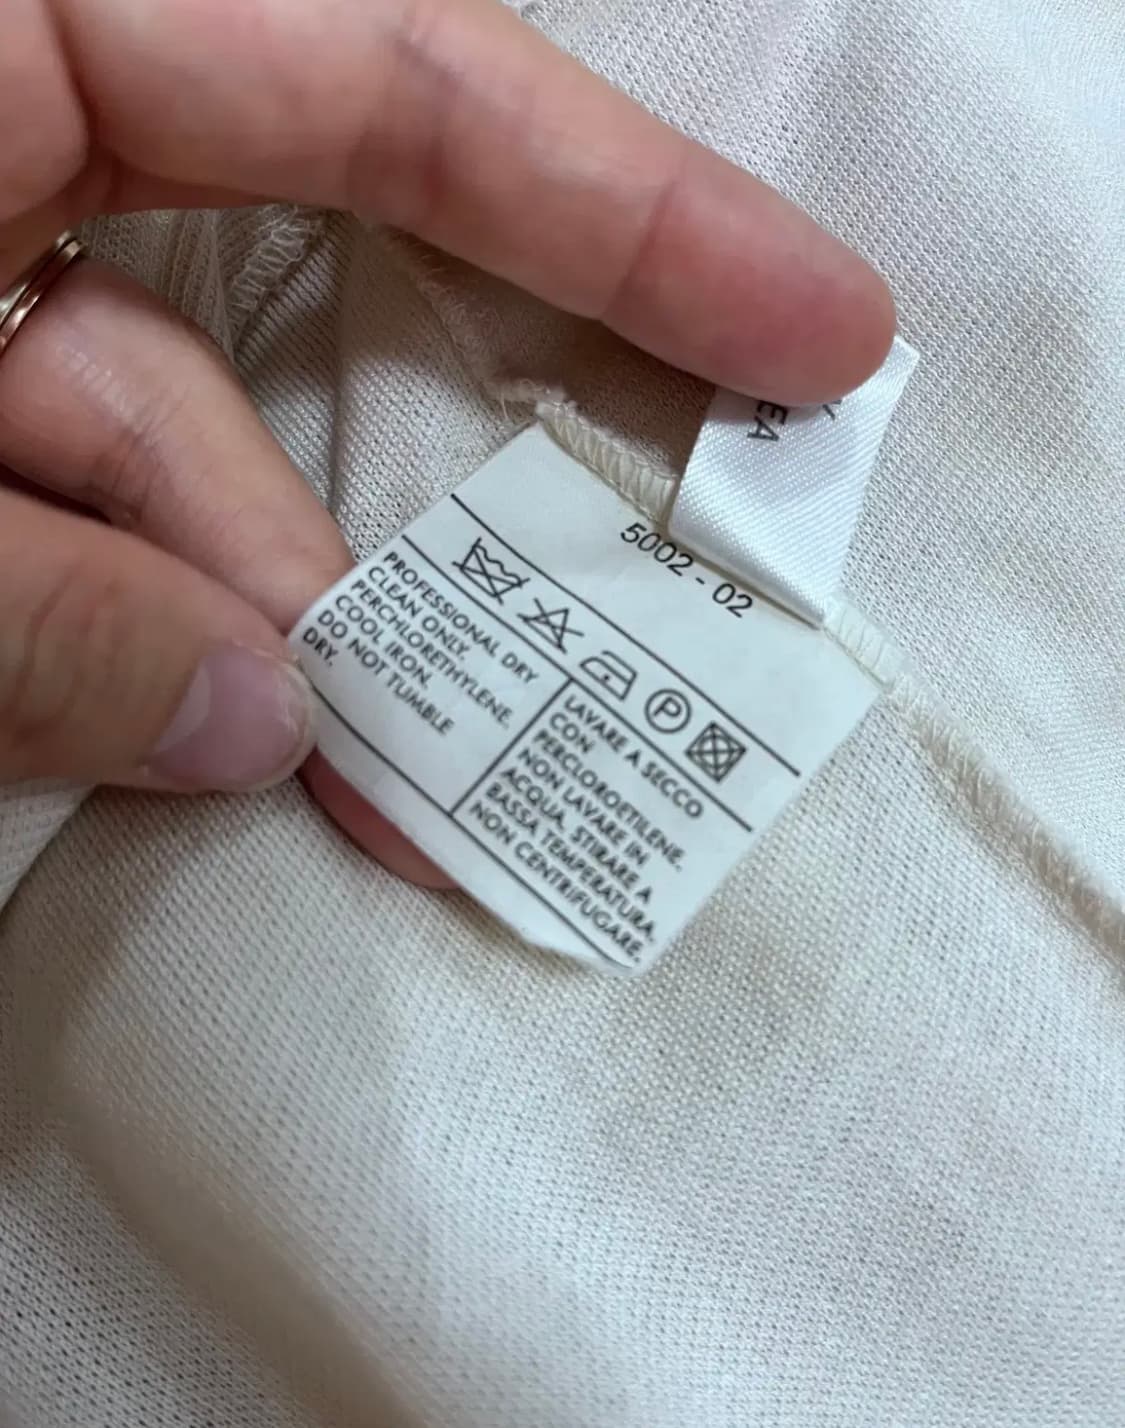 EA
5002 - 02
P
PROFESSIONAL DRY
CLEAN ONLY.
PERCHLORETHYLENE.
COOL IRON.
DO NOT TUMBLE
DRY.
LAVARE A SECCO
CON
PERCLOROETILENE.
NON LAVARE IN
ACQUA. STIRARE A
BASSA TEMPERATURA.
NON CENTRIFUGARE.